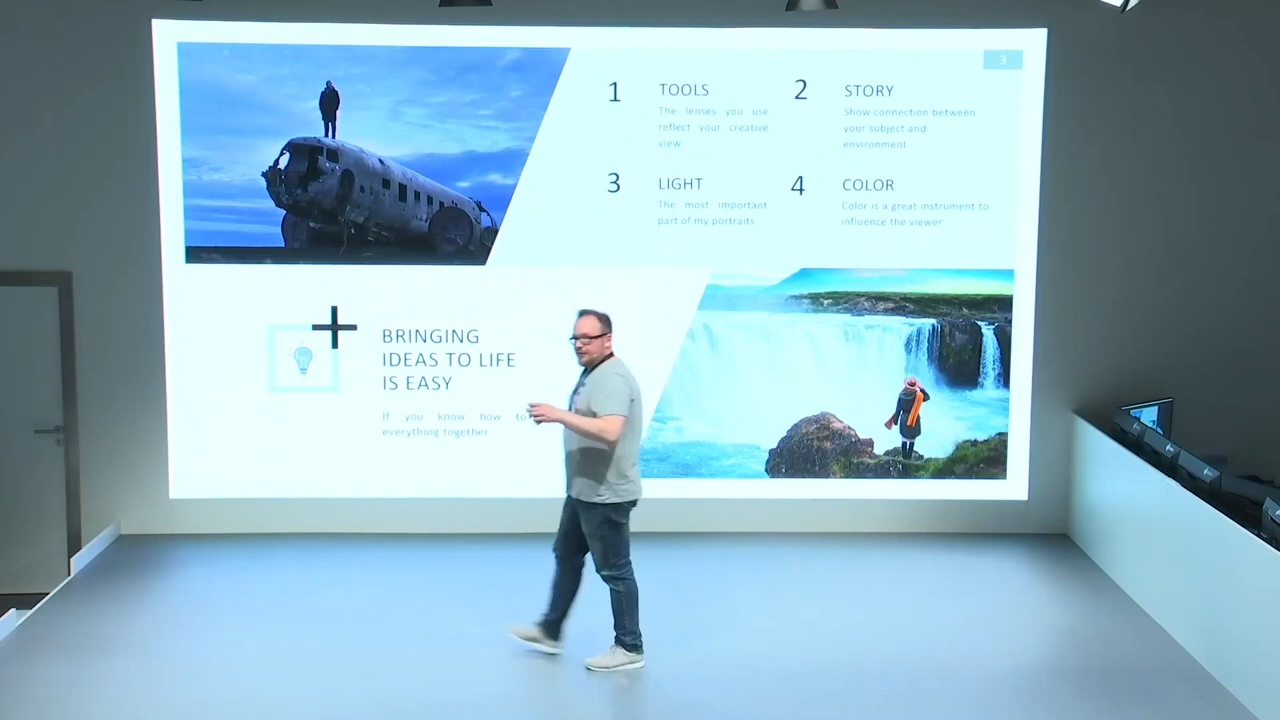 3
1 TOOLS
The lenses you use
reflect your creative
view
2 STORY
Show connection between
your subject and
environment
3 LIGHT
The most important
part of my portraits
4 COLOR
Color is a great instrument to
influence the viewer
BRINGING
IDEAS TO LIFE
IS EASY
If you know how to
everything together